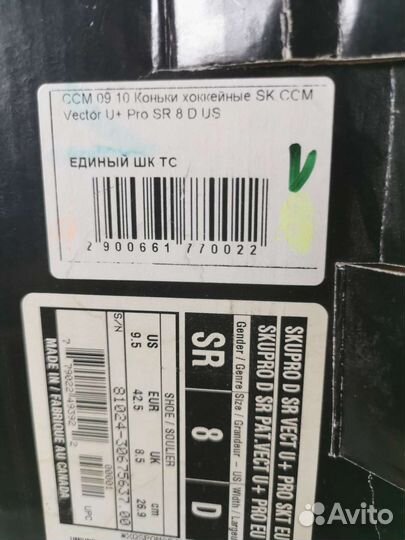 CCM 09 10 Коньки хоккейные SK CCM
Vector U+ Pro SR 8 D US
ЕДИНЫЙ ШК ТС
2 900661 770022
SKUPRO D SR VECT U+ PRO SKT EU
SKUPRO D SR PAT. VECT U+ PRO EU
Gender / Genre
Size / Grandeur – US
Width / Largeur
SR 8 D
SHOE / SOULIER
US EUR UK cm
9.5 42.5 8.5 26.9
S/N 81024-3067563700
00001
UPC
MADE IN / FABRIQUÉ AU CANADA
Avito